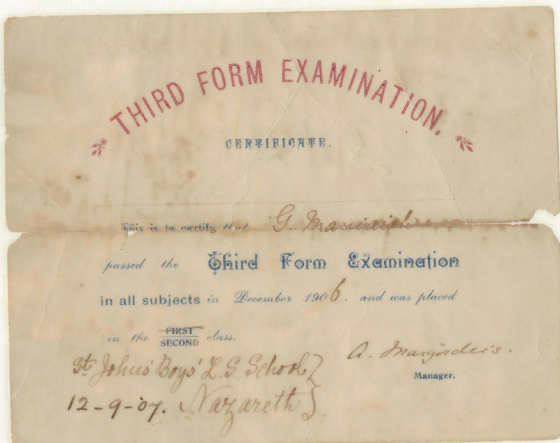 THIRD FORM EXAMINATION.
CERTIFICATE.
This is to certify that G.
passed the Third Form Examination
in all subjects in December 1906. and was placed
in the FIRST
SECOND class.
St. Johns' Boys' L.S. School
12-9-07. Nazareth
A.
Manager.